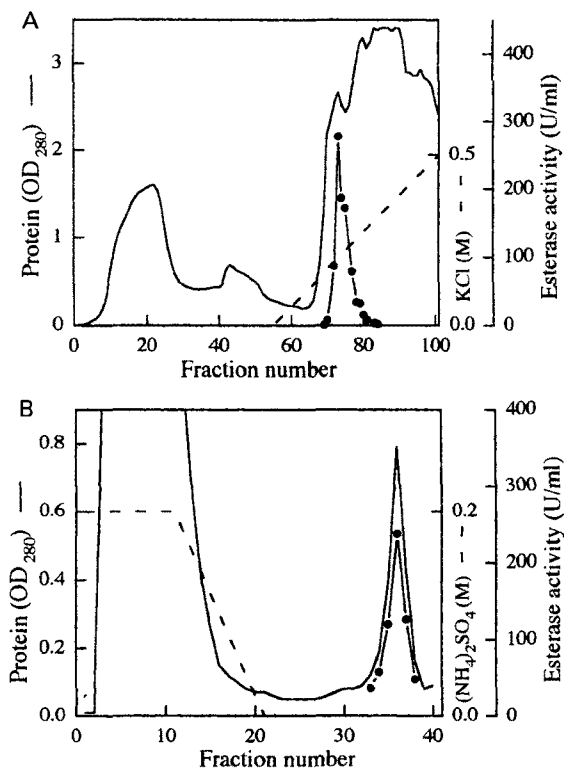 A
Protein (OD280) —
3
2
1
0
0 20 40 60 80 100
Fraction number
0.5
0.0
KCl (M) – –
400
300
200
100
0
Esterase activity (U/ml)
B
Protein (OD280) —
0.8
0.6
0.4
0.2
0.0
0 10 20 30 40
Fraction number
0.2
0.0
(NH4)2SO4 (M) – –
400
300
200
100
0
Esterase activity (U/ml)